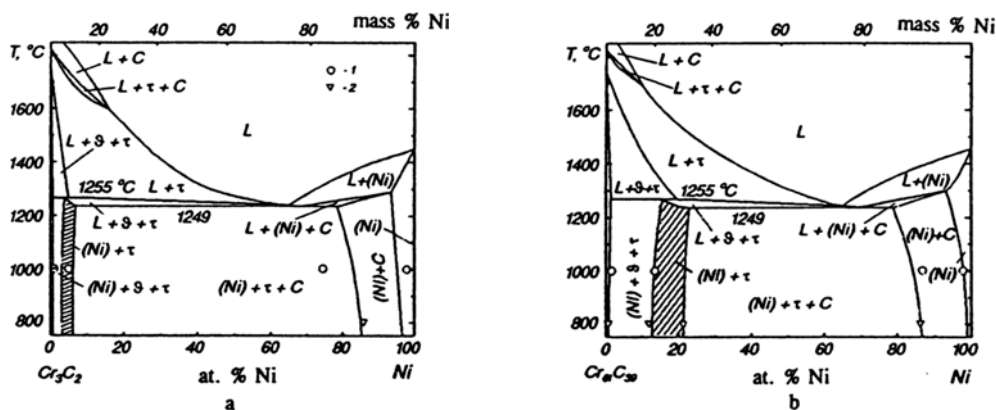 mass % Ni
20 40 60 80
T, °C
L + C
L + τ + C
○ -1
▽ -2
1600
L
L + ϑ + τ
1400
1255 °C
L + τ
L + (Ni)
1200
1249
L + ϑ + τ
L + (Ni) + C
(Ni)
(Ni) + τ
1000
(Ni) + ϑ + τ
(Ni) + τ + C
(Ni) + C
800
0 20 40 60 80 100
Cr₃C₂
at. % Ni
Ni
a
mass % Ni
20 40 60 80
T, °C
L + C
L + τ + C
1600
L
1400
L + τ
L + (Ni)
L + ϑ + τ
1255 °C
1200
1249
L + ϑ + τ
L + (Ni) + C
(Ni) + C
1000
(Ni) + ϑ + τ
(Ni) + τ
(Ni)
(Ni) + τ + C
800
0 20 40 60 80 100
Cr₆₁C₃₉
at. % Ni
Ni
b